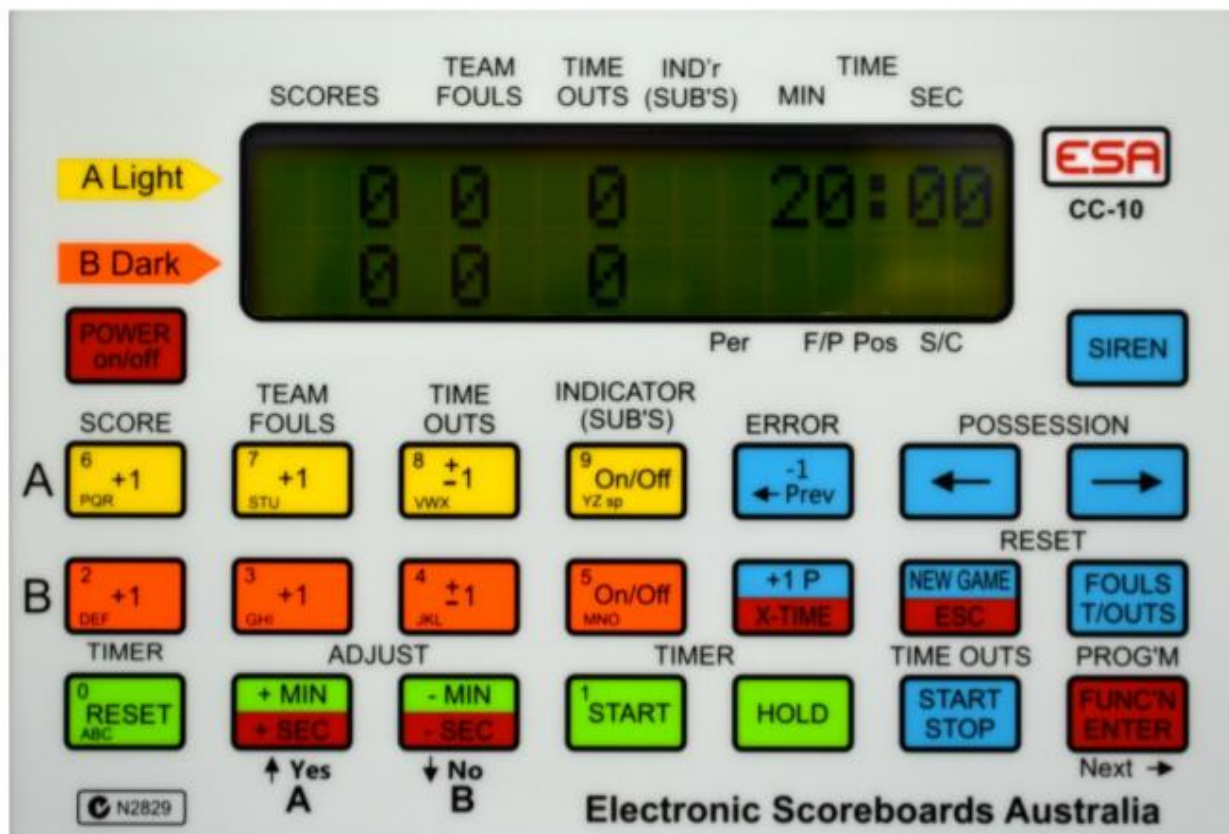 SCORES TEAM FOULS TIME OUTS IND'r (SUB'S) TIME MIN SEC
A Light 0 0 0 20:00
B Dark 0 0 0
ESA
CC-10
POWER on/off
Per F/P Pos S/C
SIREN
SCORE TEAM FOULS TIME OUTS INDICATOR (SUB'S) ERROR POSSESSION
A
6 +1 PQR
7 +1 STU
8 ± 1 VWX
9 On/Off YZ sp
-1 ← Prev
←
→
RESET
B
2 +1 DEF
3 +1 GHI
4 ± 1 JKL
5 On/Off MNO
+1 P X-TIME
NEW GAME ESC
FOULS T/OUTS
TIMER ADJUST TIMER TIME OUTS PROG'M
0 RESET ABC
+ MIN + SEC
- MIN - SEC
1 START
HOLD
START STOP
FUNC'N ENTER
↑ Yes A
↓ No B
Next →
N2829
Electronic Scoreboards Australia